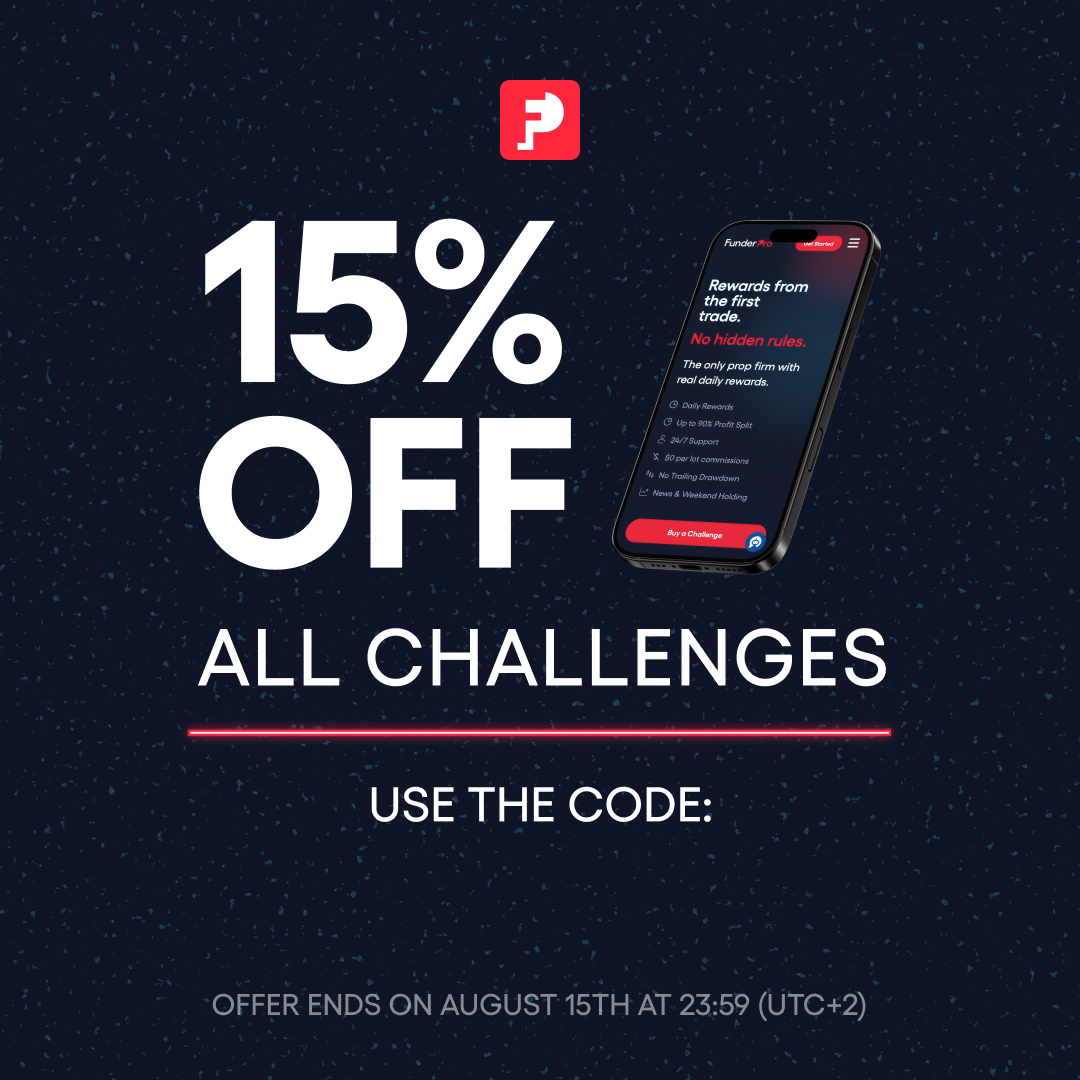 15%
OFF
FunderPro
Get Started
Rewards from
the first
trade.
No hidden rules.
The only prop firm with
real daily rewards.
Daily Rewards
Up to 90% Profit Split
24/7 Support
$0 per lot commissions
No Trailing Drawdown
News & Weekend Holding
Buy a Challenge
ALL CHALLENGES
USE THE CODE:
OFFER ENDS ON AUGUST 15TH AT 23:59 (UTC+2)